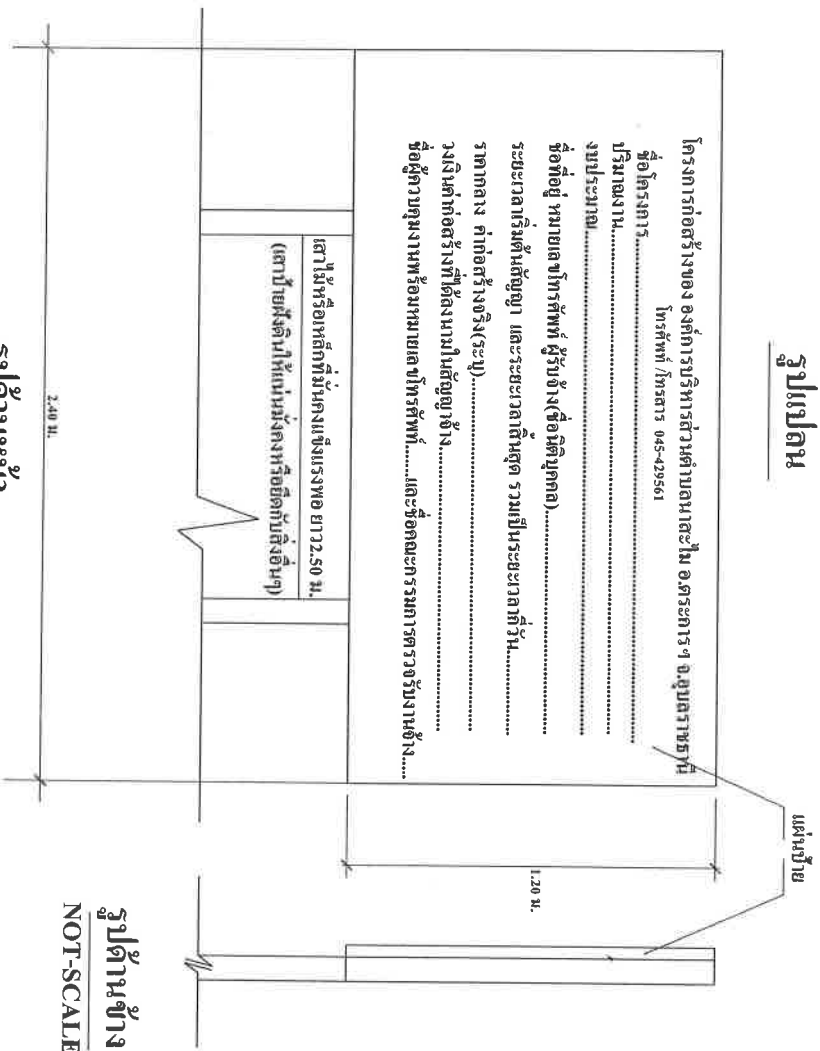 รูปแปลน
แผ่นป้าย
โครงการก่อสร้างของ องค์การบริหารส่วนตำบลนาสะไม อ.ตระการฯ จ.อุบลราชธานี
โทรศัพท์ /โทรสาร 045-429561
ชื่อโครงการ..............................
ปริมาณงาน..............................
งบประมาณ..............................
ชื่อที่อยู่ หมายเลขโทรศัพท์ ผู้รับจ้าง(ชื่อนิติบุคคล)..............................
ระยะเวลาเริ่มต้นสัญญา และระยะเวลาสิ้นสุด รวมเป็นระยะเวลากี่วัน..............................
ราคากลาง ค่าก่อสร้างจริง(ระบุ)..............................
วงเงินค่าก่อสร้างที่ได้ลงนามในสัญญาจ้าง..............................
ชื่อผู้ควบคุมงานพร้อมหมายเลขโทรศัพท์.......และชื่อคณะกรรมการตรวจรับงานจ้าง....
1.20 ม.
เสาไม้หรือเหล็กที่มั่นคงแข็งแรงพอ ยาว2.50 ม.
(เสาป้ายฝังดินให้แน่นมั่งคงหรือยึดกับสิ่งอื่นๆ)
2.40 ม.
รูปด้านข้าง
NOT-SCALE